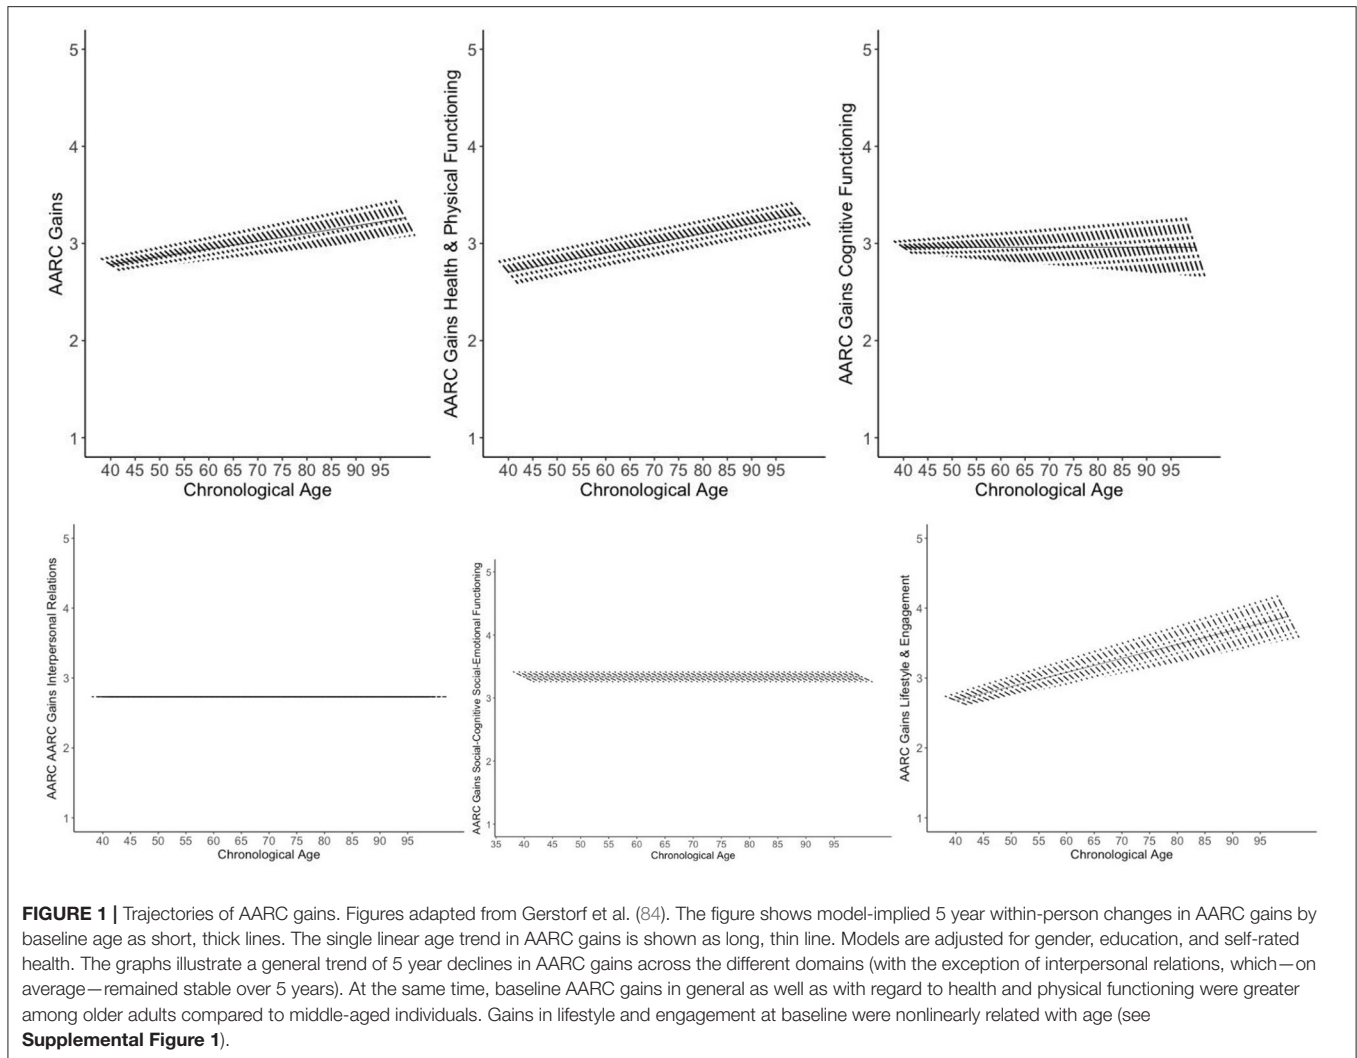 5
4
3
2
1
AARC Gains
40 45 50 55 60 65 70 75 80 85 90 95
Chronological Age
5
4
3
2
1
AARC Gains Health & Physical Functioning
40 45 50 55 60 65 70 75 80 85 90 95
Chronological Age
5
4
3
2
1
AARC Gains Cognitive Functioning
40 45 50 55 60 65 70 75 80 85 90 95
Chronological Age
5
4
3
2
1
AARC AARC Gains Interpersonal Relations
40 45 50 55 60 65 70 75 80 85 90 95
Chronological Age
5
4
3
2
1
AARC Gains Social-Cognitive Social-Emotional Functioning
35 40 45 50 55 60 65 70 75 80 85 90 95
Chronological Age
5
4
3
2
1
AARC Gains Lifestyle & Engagement
40 45 50 55 60 65 70 75 80 85 90 95
Chronological Age
FIGURE 1 | Trajectories of AARC gains. Figures adapted from Gerstorf et al. (84). The figure shows model-implied 5 year within-person changes in AARC gains by
baseline age as short, thick lines. The single linear age trend in AARC gains is shown as long, thin line. Models are adjusted for gender, education, and self-rated
health. The graphs illustrate a general trend of 5 year declines in AARC gains across the different domains (with the exception of interpersonal relations, which—on
average—remained stable over 5 years). At the same time, baseline AARC gains in general as well as with regard to health and physical functioning were greater
among older adults compared to middle-aged individuals. Gains in lifestyle and engagement at baseline were nonlinearly related with age (see
Supplemental Figure 1).